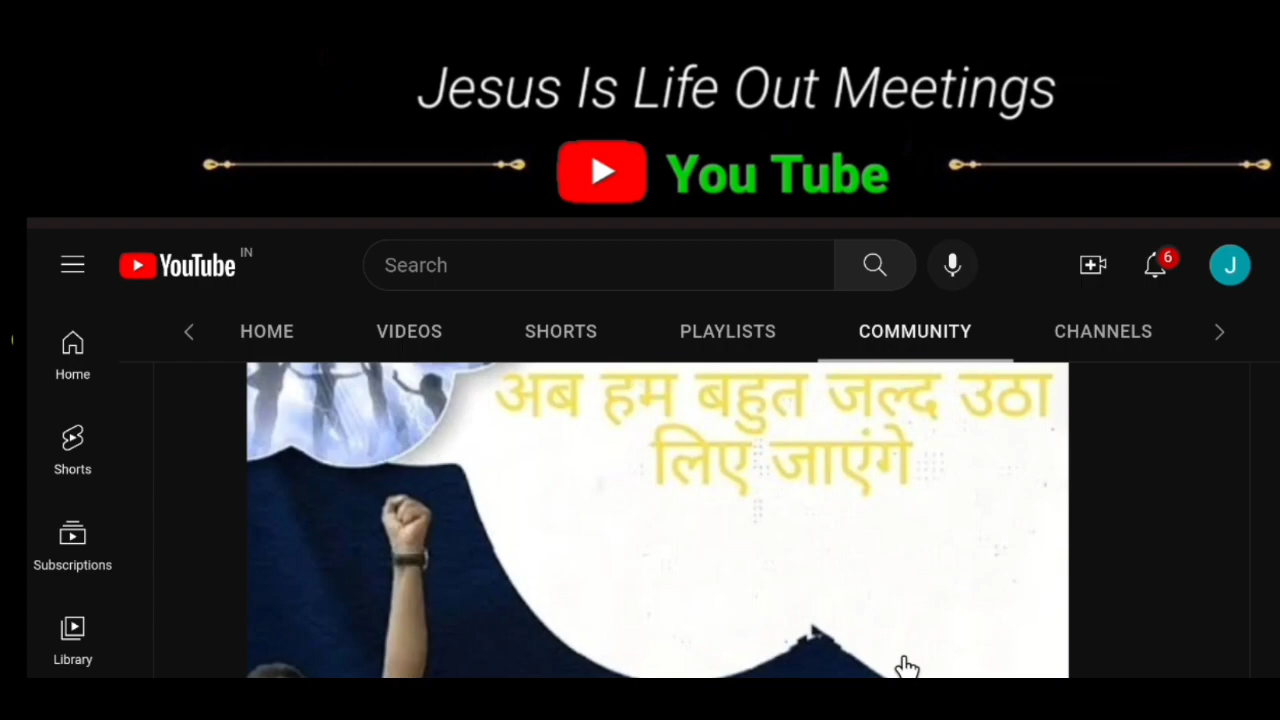 Jesus Is Life Out Meetings
You Tube
YouTube IN
Search
6
J
HOME VIDEOS SHORTS PLAYLISTS COMMUNITY CHANNELS
Home
Shorts
Subscriptions
Library
अब हम बहुत जल्द उठा
लिए जाएंगे